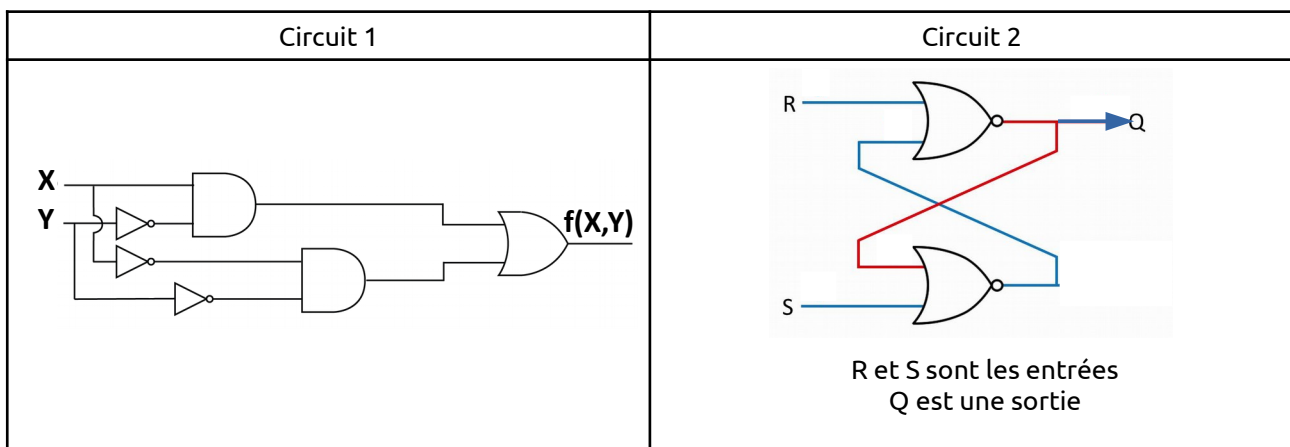 Circuit 1
Circuit 2
X
Y
f(X,Y)
R
Q
S
R et S sont les entrées
Q est une sortie